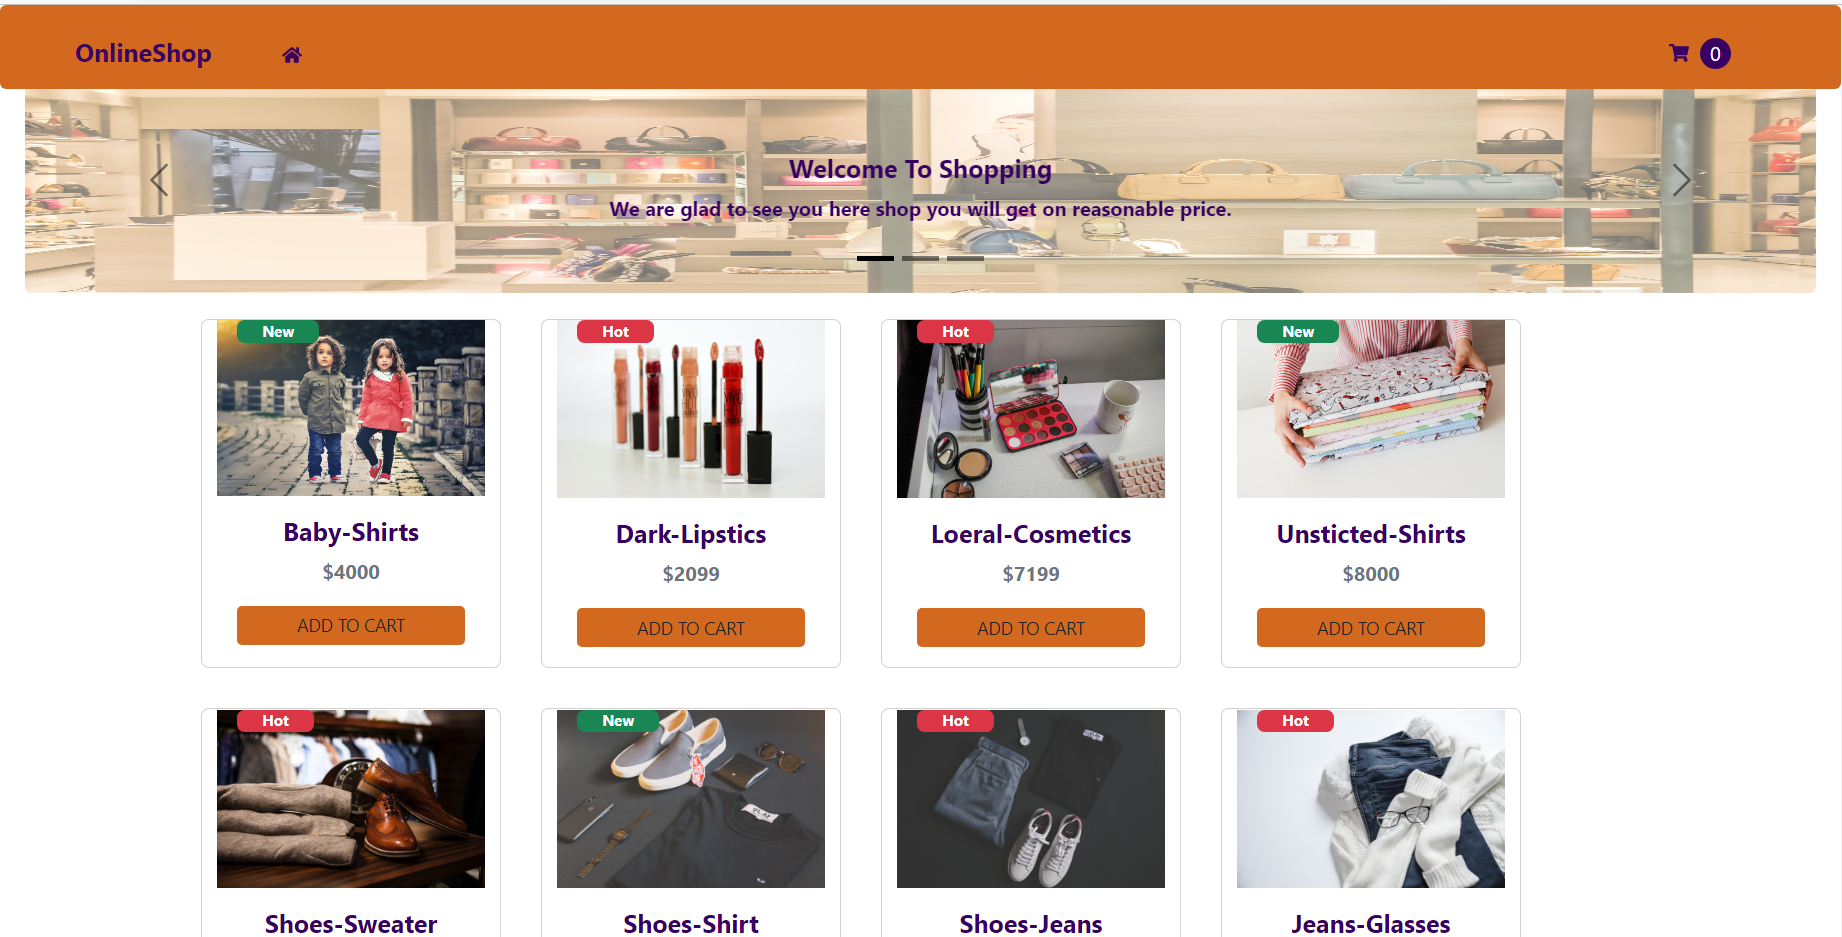 OnlineShop
0
Welcome To Shopping
We are glad to see you here shop you will get on reasonable price.
New
Hot
Hot
New
Baby-Shirts
Dark-Lipstics
Loeral-Cosmetics
Unsticted-Shirts
$4000
$2099
$7199
$8000
ADD TO CART
ADD TO CART
ADD TO CART
ADD TO CART
Hot
New
Hot
Hot
PLAY
Shoes-Sweater
Shoes-Shirt
Shoes-Jeans
Jeans-Glasses